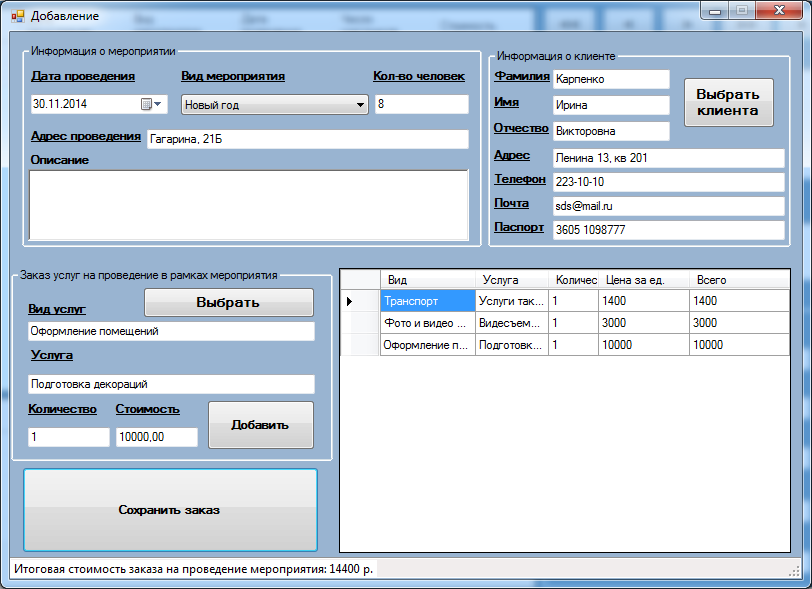 Добавление
Информация о мероприятии
Дата проведения Вид мероприятия Кол-во человек
30.11.2014 Новый год 8
Адрес проведения Гагарина, 21Б
Описание
Информация о клиенте
Фамилия Карпенко
Имя Ирина
Отчество Викторовна
Выбрать
клиента
Адрес Ленина 13, кв 201
Телефон 223-10-10
Почта sds@mail.ru
Паспорт 3605 1098777
Заказ услуг на проведение в рамках мероприятия
Вид услуг Выбрать
Оформление помещений
Услуга
Подготовка декораций
Количество Стоимость
1 10000,00 Добавить
Сохранить заказ
Вид Услуга Количес Цена за ед. Всего
Транспорт Услуги так... 1 1400 1400
Фото и видео ... Видесъем... 1 3000 3000
Оформление п... Подготовк... 1 10000 10000
Итоговая стоимость заказа на проведение мероприятия: 14400 р.